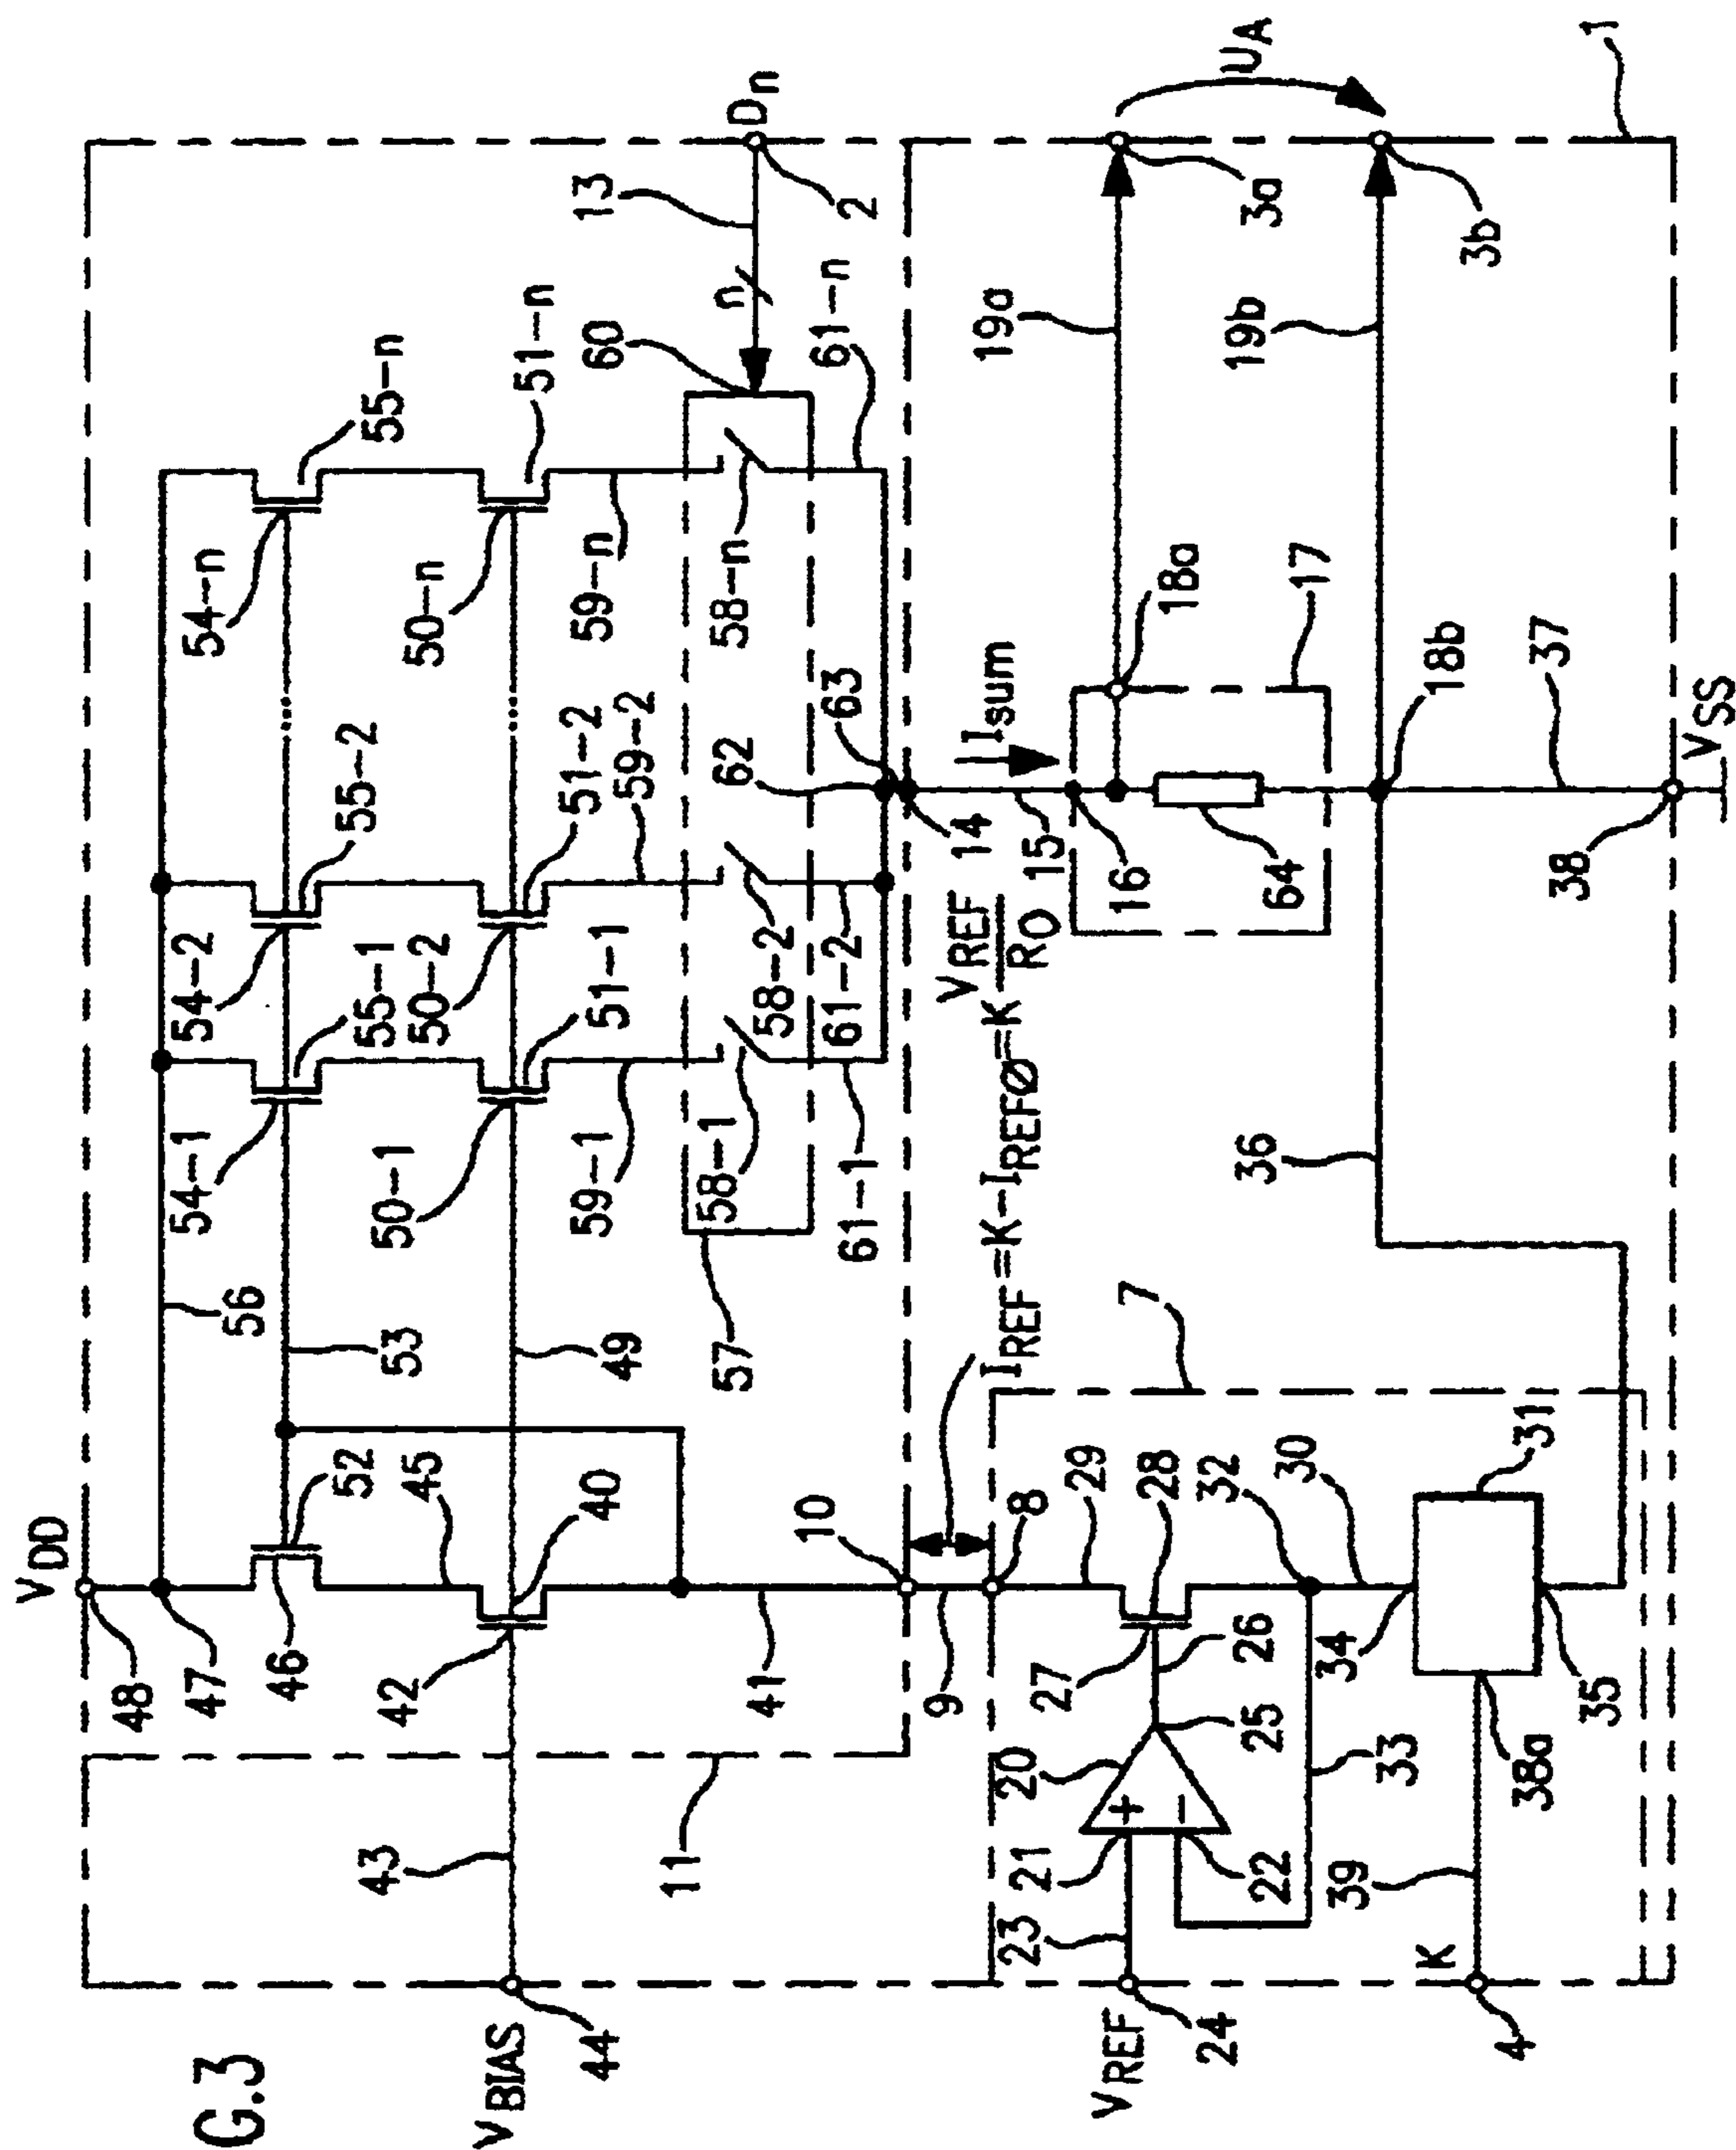 G.3
V_DD
V_BIAS
V_REF
K
V_SS
D_n
n
U_A
I_sum
I_REF=K-I_REFØ=K V_REF/R_0
+
−
1
2
3a
3b
4
7
8
9
10
11
13
14
15
16
17
18a
18b
19a
19b
20
21
22
23
24
25
26
27
28
29
30
31
32
33
34
35
36
37
38
38a
39
40
41
42
43
44
45
46
47
48
49
50-1
50-2
50-n
51-1
51-2
51-n
52
53
54-1
54-2
54-n
55-1
55-2
55-n
56
57
58-1
58-2
58-n
59-1
59-2
59-n
60
61-1
61-2
61-n
62
63
64
...
...